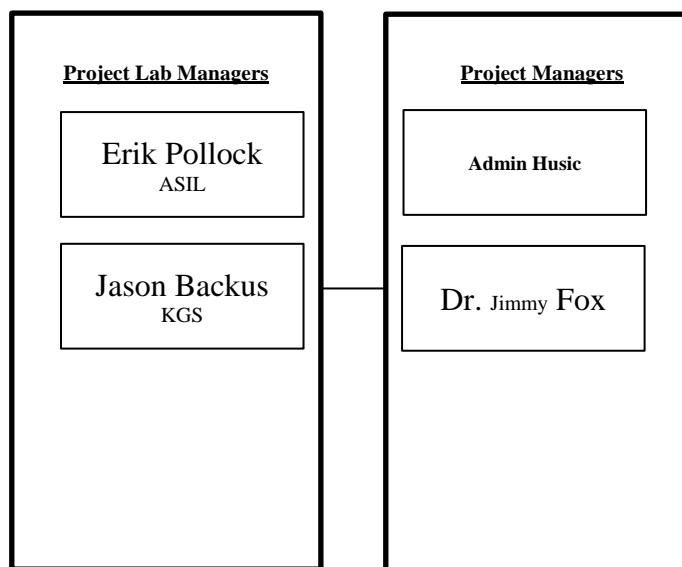 Project Lab Managers
Erik Pollock
ASIL
Jason Backus
KGS
Project Managers
Admin Husic
Dr. Jimmy Fox